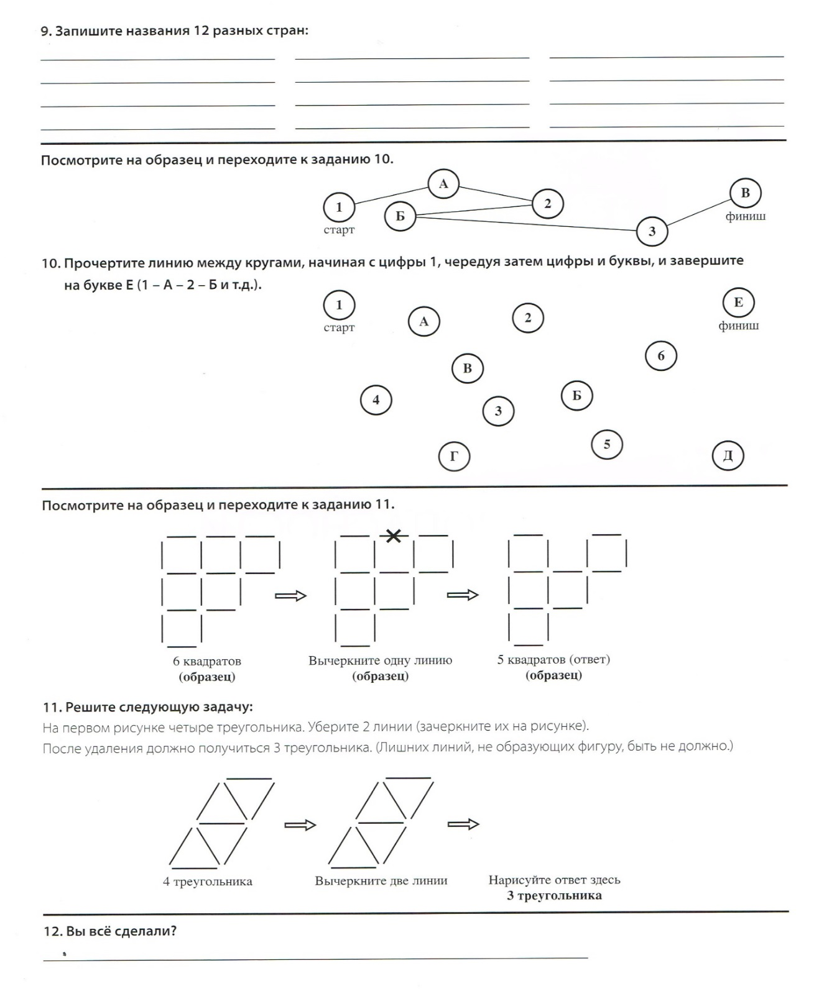 9. Запишите названия 12 разных стран:
Посмотрите на образец и переходите к заданию 10.
А
1
Б
2
3
В
старт
финиш
10. Прочертите линию между кругами, начиная с цифры 1, чередуя затем цифры и буквы, и завершите
на букве Е (1 – А – 2 – Б и т.д.).
1
А
2
Е
старт
финиш
В
6
4
3
Б
Г
5
Д
Посмотрите на образец и переходите к заданию 11.
6 квадратов
(образец)
Вычеркните одну линию
(образец)
5 квадратов (ответ)
(образец)
11. Решите следующую задачу:
На первом рисунке четыре треугольника. Уберите 2 линии (зачеркните их на рисунке).
После удаления должно получиться 3 треугольника. (Лишних линий, не образующих фигуру, быть не должно.)
4 треугольника
Вычеркните две линии
Нарисуйте ответ здесь
3 треугольника
12. Вы всё сделали?